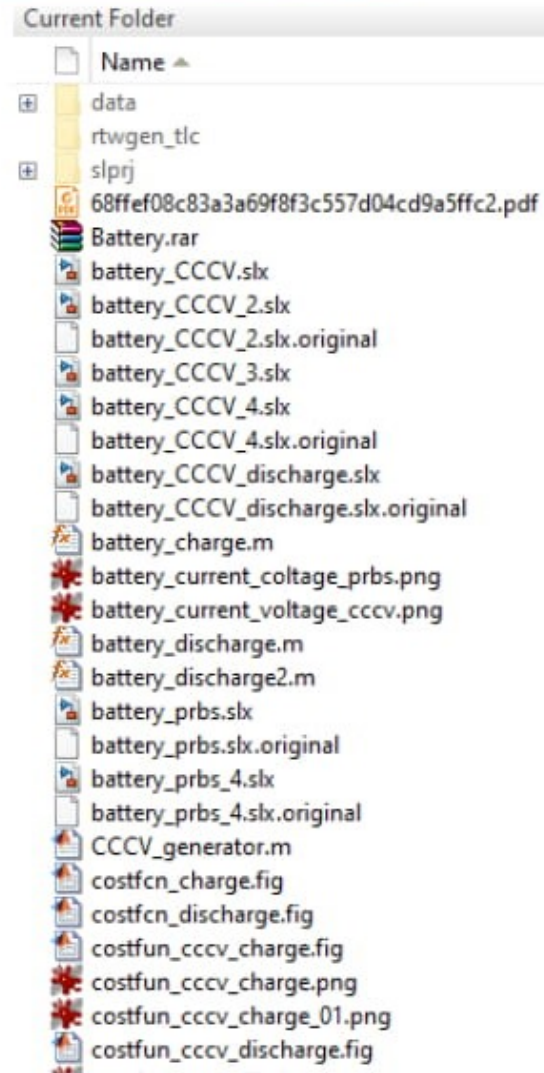 Current Folder
Name
data
rtwgen_tlc
slprj
68ffef08c83a3a69f8f3c557d04cd9a5ffc2.pdf
Battery.rar
battery_CCCV.slx
battery_CCCV_2.slx
battery_CCCV_2.slx.original
battery_CCCV_3.slx
battery_CCCV_4.slx
battery_CCCV_4.slx.original
battery_CCCV_discharge.slx
battery_CCCV_discharge.slx.original
battery_charge.m
battery_current_coltage_prbs.png
battery_current_voltage_cccv.png
battery_discharge.m
battery_discharge2.m
battery_prbs.slx
battery_prbs.slx.original
battery_prbs_4.slx
battery_prbs_4.slx.original
CCCV_generator.m
costfcn_charge.fig
costfcn_discharge.fig
costfun_cccv_charge.fig
costfun_cccv_charge.png
costfun_cccv_charge_01.png
costfun_cccv_discharge.fig